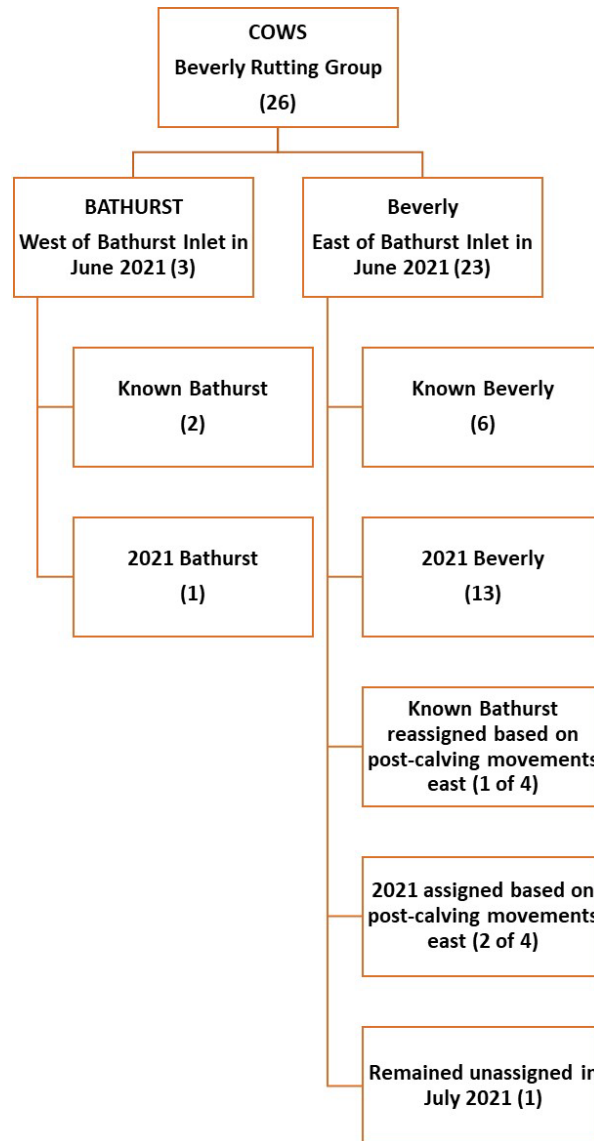 COWS
Beverly Rutting Group
(26)
BATHURST
West of Bathurst Inlet in
June 2021 (3)
Beverly
East of Bathurst Inlet in
June 2021 (23)
Known Bathurst
(2)
Known Beverly
(6)
2021 Bathurst
(1)
2021 Beverly
(13)
Known Bathurst
reassigned based on
post-calving movements
east (1 of 4)
2021 assigned based on
post-calving movements
east (2 of 4)
Remained unassigned in
July 2021 (1)